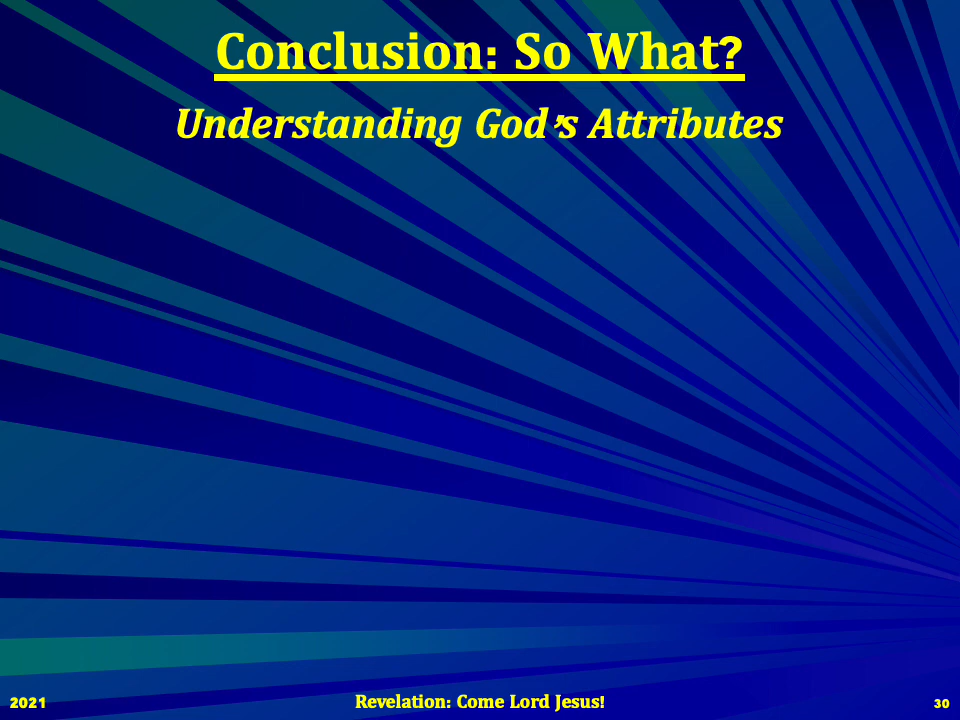 Conclusion: So What?
Understanding God’s Attributes
2021
Revelation: Come Lord Jesus!
30